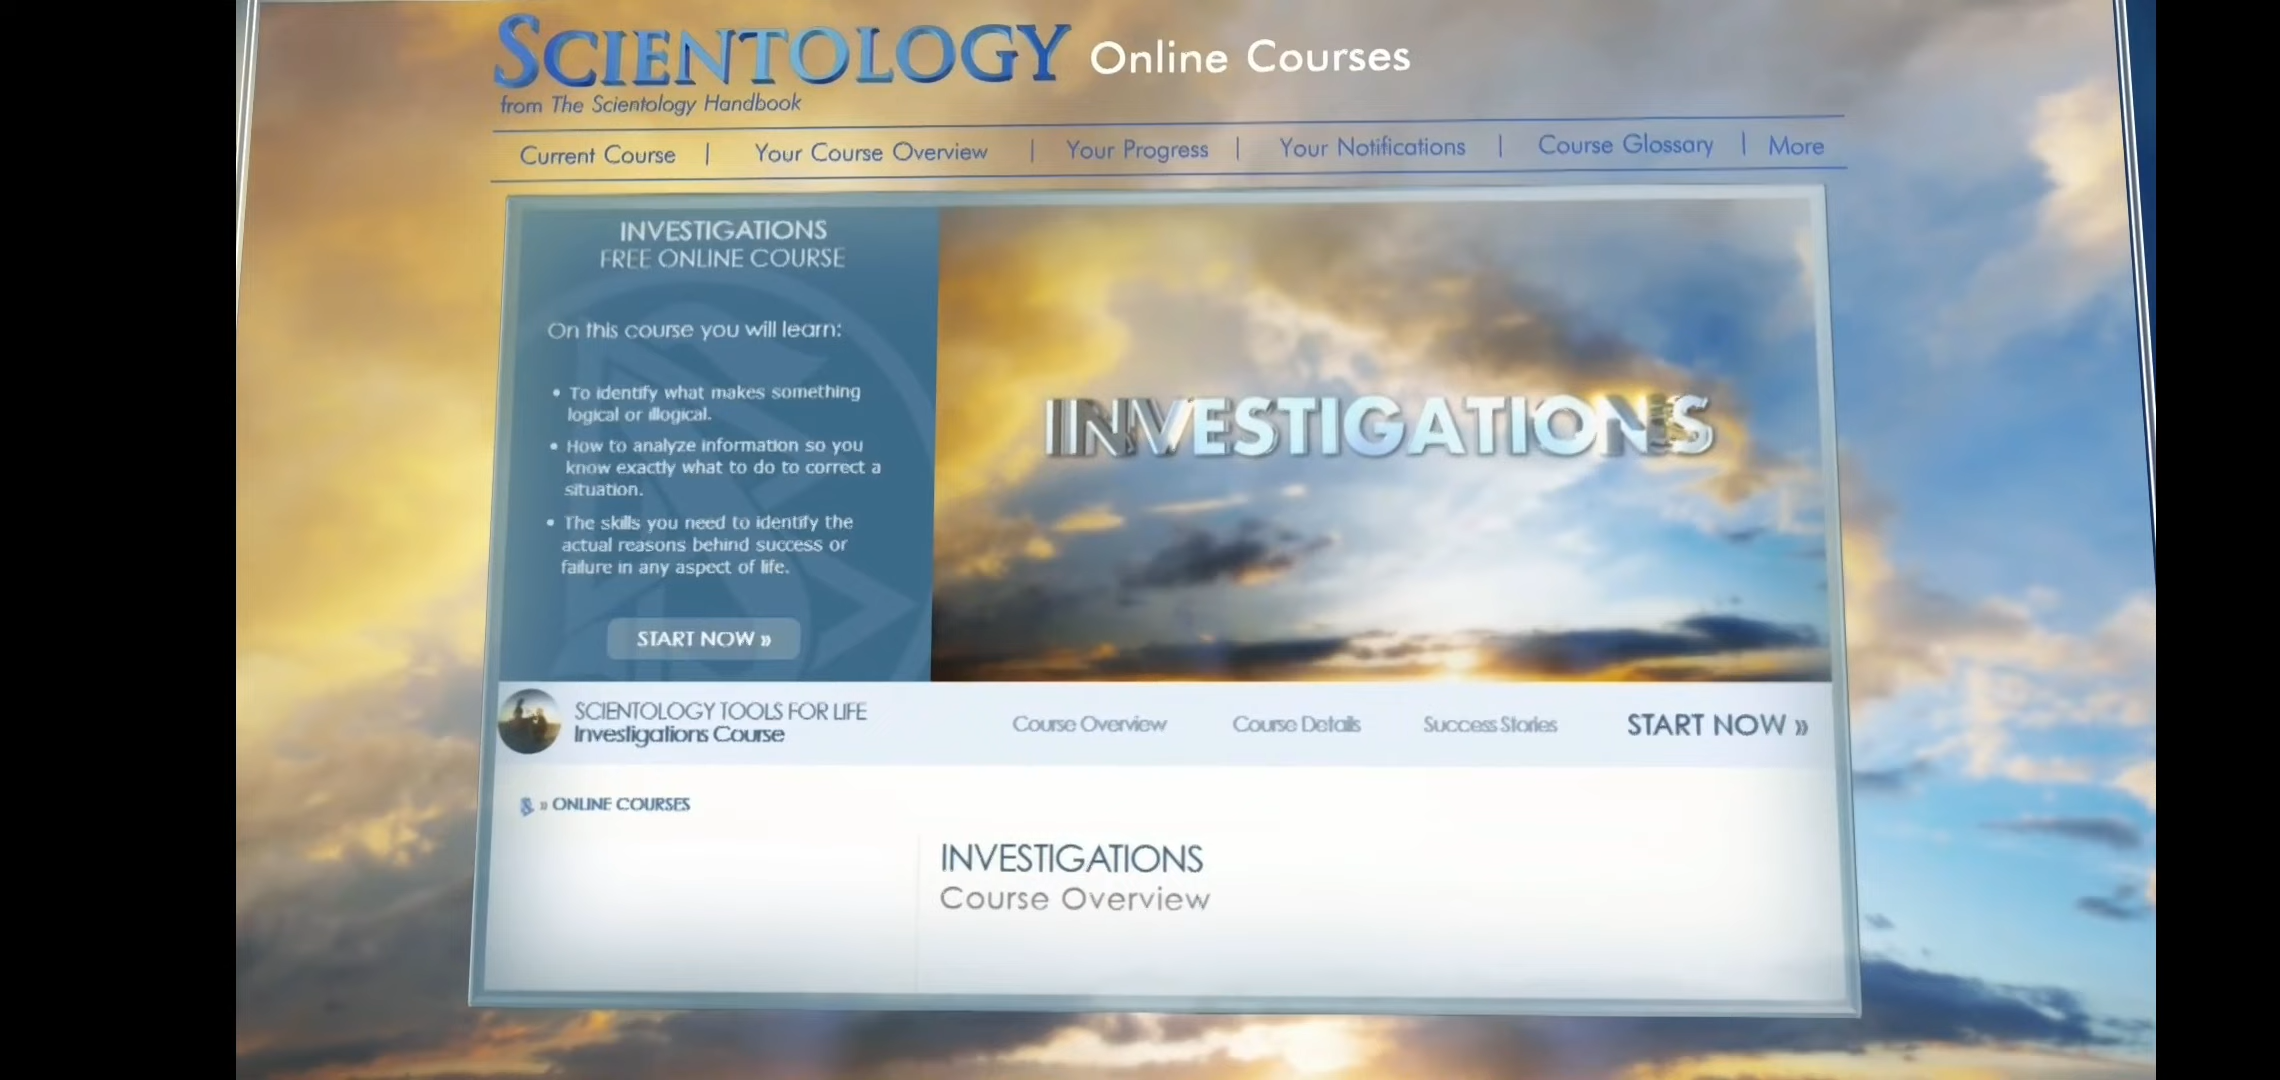 SCIENTOLOGY Online Courses
from The Scientology Handbook
Current Course | Your Course Overview | Your Progress | Your Notifications | Course Glossary | More
INVESTIGATIONS
FREE ONLINE COURSE
On this course you will learn:
• To identify what makes something
logical or illogical.
• How to analyze information so you
know exactly what to do to correct a
situation.
• The skills you need to identify the
actual reasons behind success or
failure in any aspect of life.
START NOW »
INVESTIGATIONS
SCIENTOLOGY TOOLS FOR LIFE
Investigations Course
Course Overview
Course Details
Success Stories
START NOW »
» ONLINE COURSES
INVESTIGATIONS
Course Overview